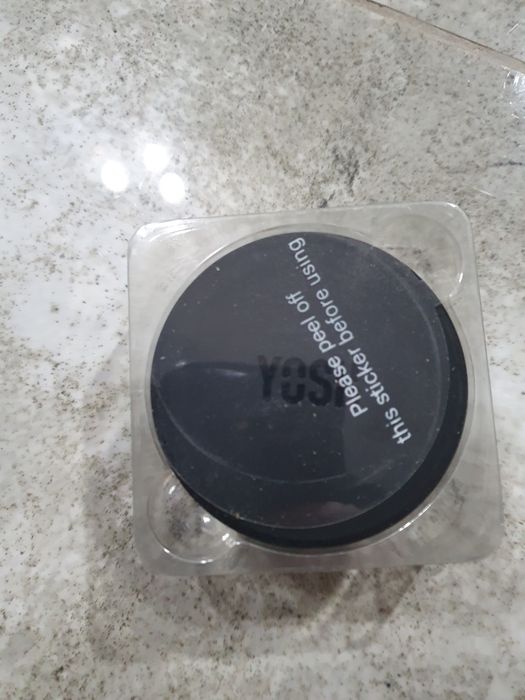 Please peel off
this sticker before using